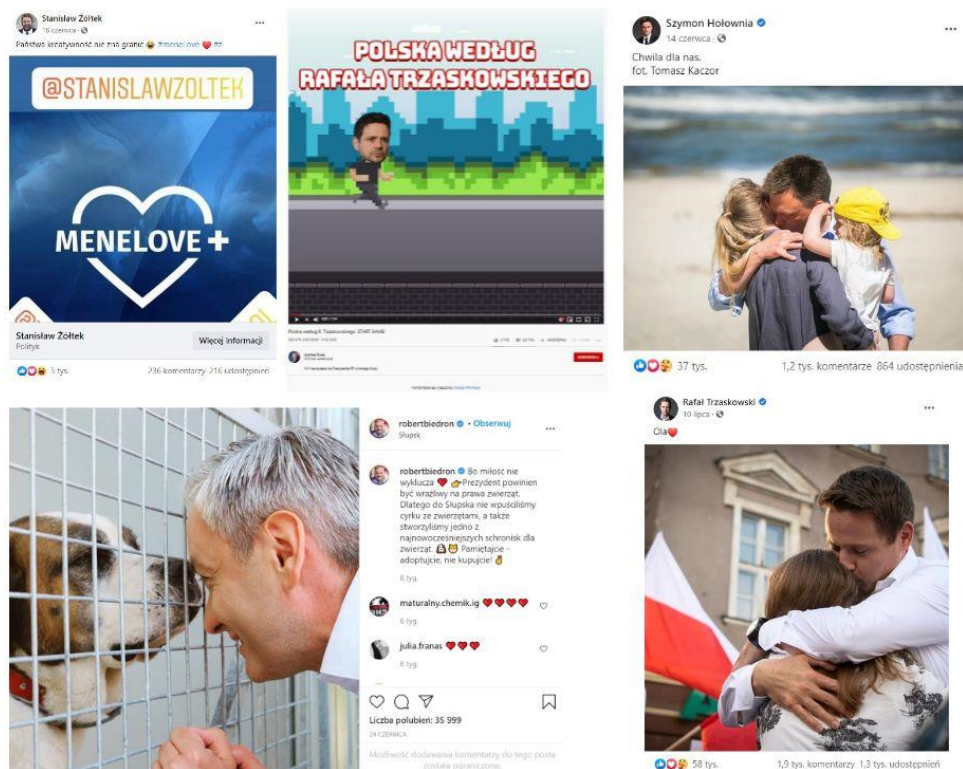 Stanisław Żółtek
18 czerwca
Państwa kreatywność nie zna granic 😂 #menelove ❤️ ##
@STANISLAWZOLTEK
MENELOVE +
Stanisław Żółtek
Polityk
Więcej informacji
5 tys.
236 komentarzy 216 udostępnień
POLSKA WEDŁUG
RAFAŁA TRZASKOWSKIEGO
Szymon Hołownia
14 czerwca
Chwila dla nas.
fot. Tomasz Kaczor
37 tys.
1,2 tys. komentarze 864 udostępnienia
robertbiedron • Obserwuj
Słupsk
robertbiedron Bo miłość nie
wyklucza ❤️ 👉Prezydent powinien
być wrażliwy na prawa zwierząt.
Dlatego do Słupska nie wpuściliśmy
cyrku ze zwierzętami, a także
stworzyliśmy jedno z
najnowocześniejszych schronisk dla
zwierząt. 🐶🐱 Pamiętajcie -
adoptujcie, nie kupujcie! ✌️
8 tyg.
maturalny.chemik.ig ❤️❤️❤️❤️
8 tyg.
julia.franas ❤️❤️❤️
8 tyg.
Liczba polubień: 35 999
24 CZERWCA
Możliwość dodawania komentarzy do tego posta
została ograniczona.
Rafał Trzaskowski
10 lipca
Ola❤️
58 tys.
1,9 tys. komentarzy 1,3 tys. udostępnień